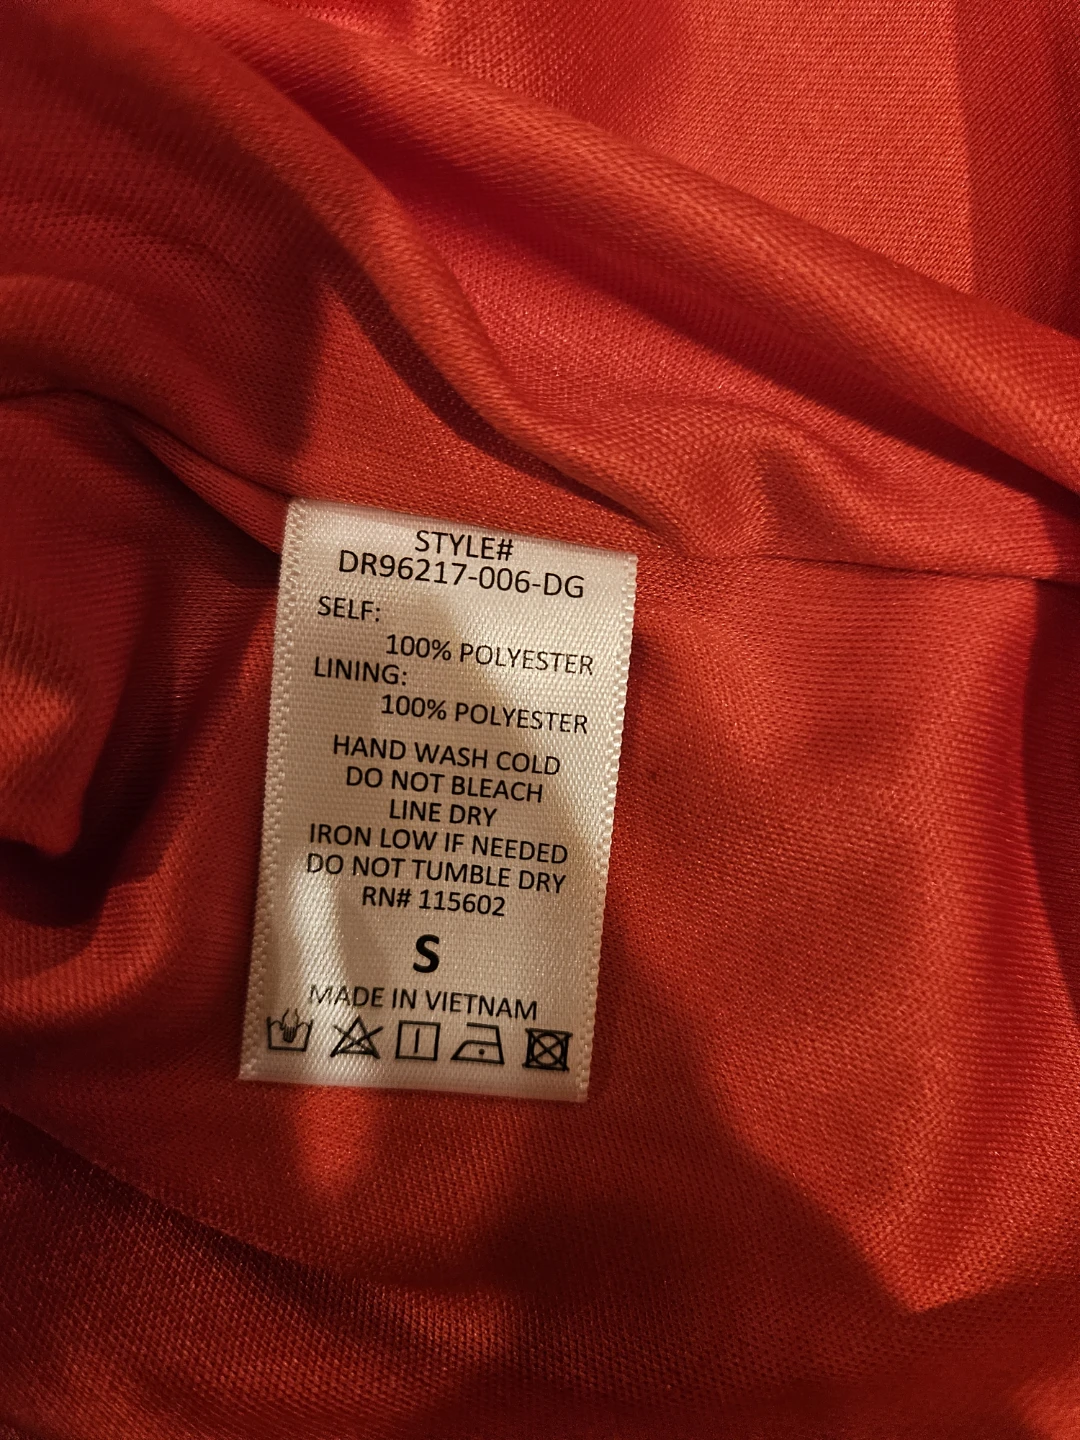 STYLE#
DR96217-006-DG
SELF:
100% POLYESTER
LINING:
100% POLYESTER
HAND WASH COLD
DO NOT BLEACH
LINE DRY
IRON LOW IF NEEDED
DO NOT TUMBLE DRY
RN# 115602
S
MADE IN VIETNAM